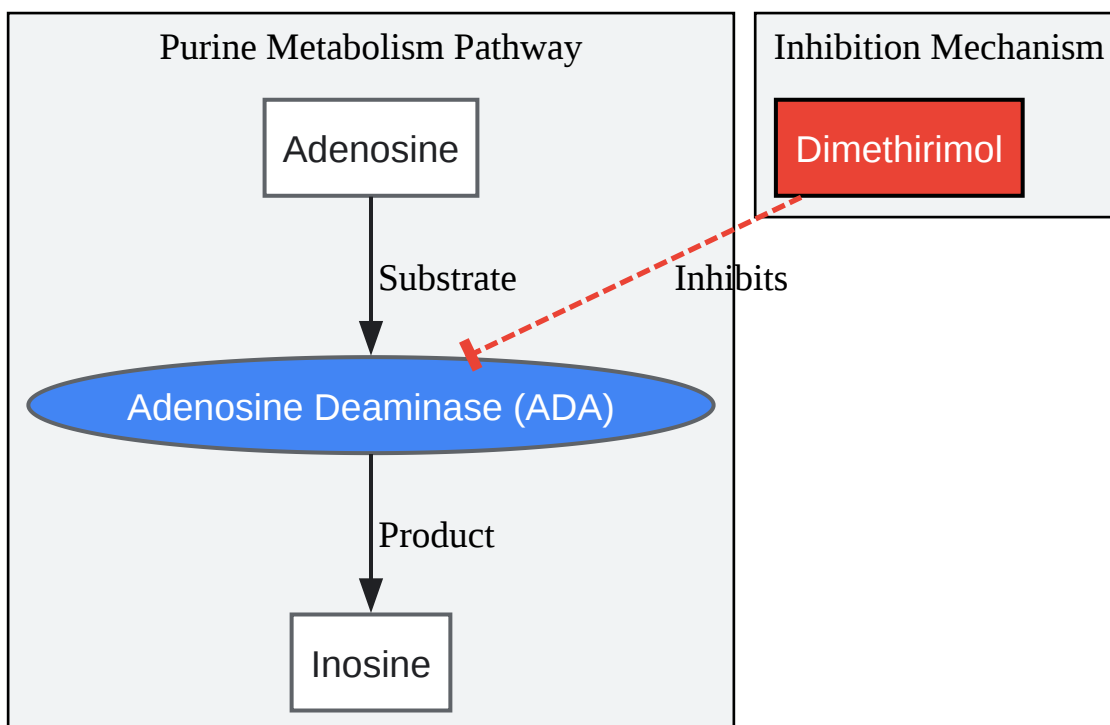 Purine Metabolism Pathway
Inhibition Mechanism
Adenosine
Dimethirimol
Substrate
Inhibits
Adenosine Deaminase (ADA)
Product
Inosine